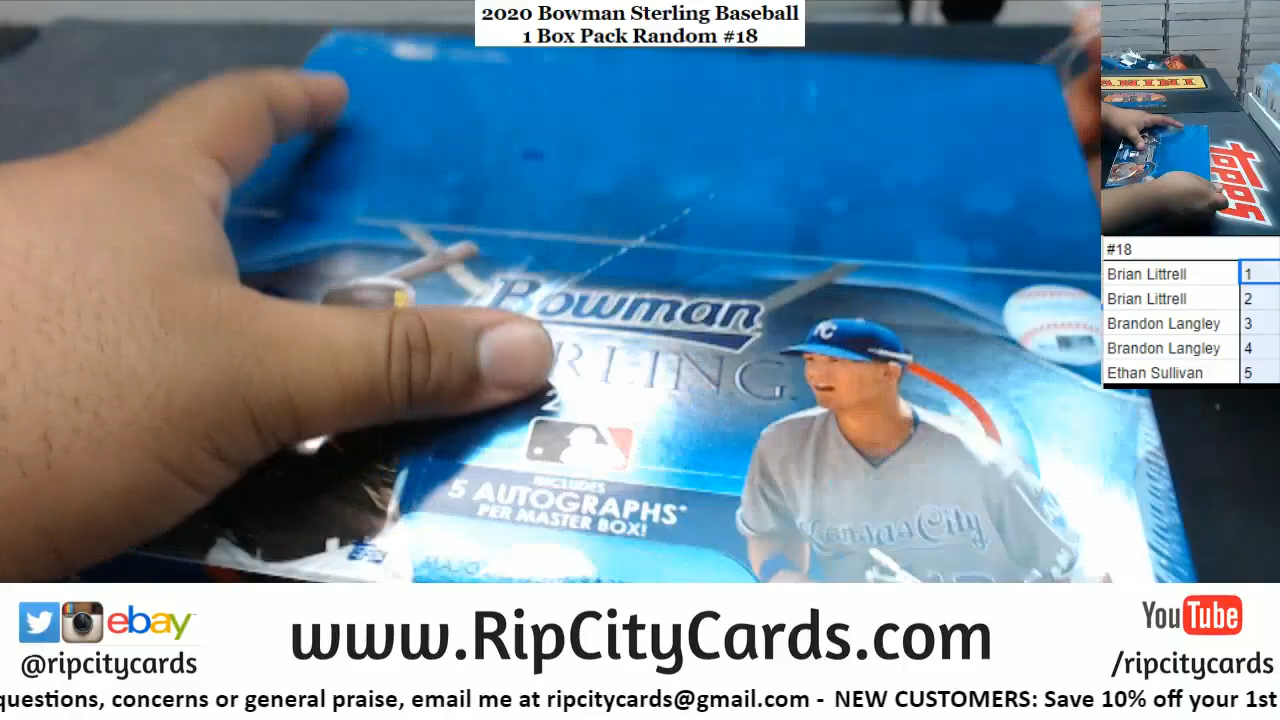 2020 Bowman Sterling Baseball
1 Box Pack Random #18
PANINI
Topps
Bowman
RLING
INCLUDES
5 AUTOGRAPHS*
PER MASTER BOX!
KC
Kansas City
#18
Brian Littrell 1
Brian Littrell 2
Brandon Langley 3
Brandon Langley 4
Ethan Sullivan 5
ebay
@ripcitycards
www.RipCityCards.com
YouTube
/ripcitycards
questions, concerns or general praise, email me at ripcitycards@gmail.com - NEW CUSTOMERS: Save 10% off your 1st